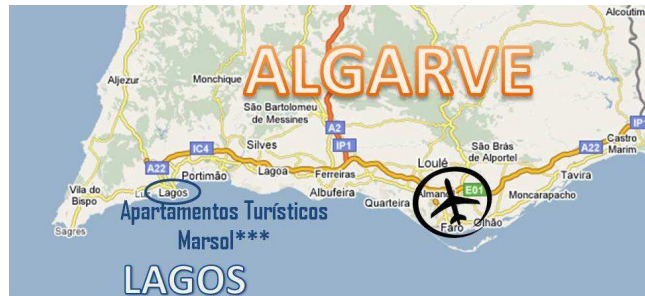 ALGARVE
Alcoutim
Aljezur
Monchique
São Bartolomeu
de Messines
A2
IP1
IP1
Castro
Marim
IC4
Silves
São Brás
de Alportel
A22
Loulé
A22
Portimão
Lagoa
Ferreiras
Tavira
Vila do
Bispo
Luz
Lagos
Albufeira
Quarteira
E01
Moncarapacho
Apartamentos Turísticos
Marsol***
Sagres
Faro
Olhão
LAGOS